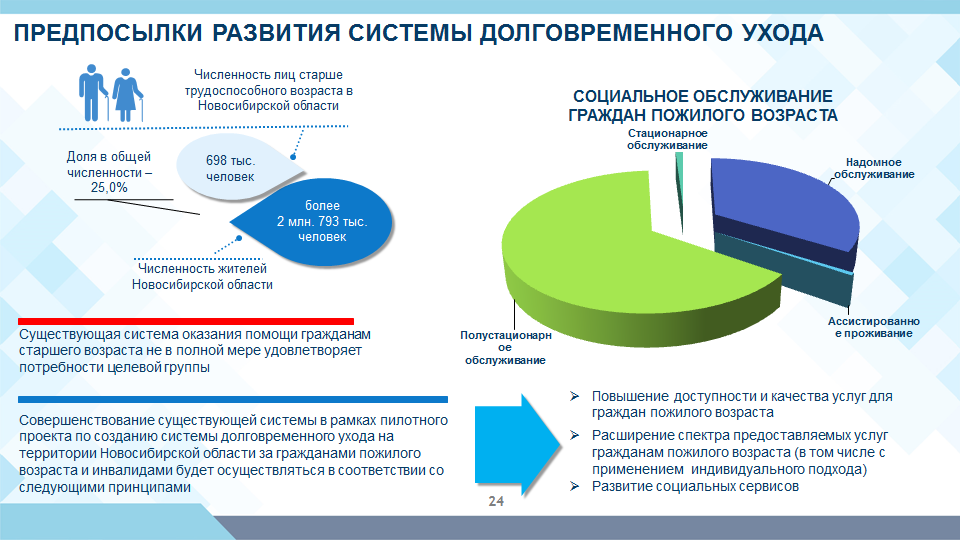 ПРЕДПОСЫЛКИ РАЗВИТИЯ СИСТЕМЫ ДОЛГОВРЕМЕННОГО УХОДА
Численность лиц старше
трудоспособного возраста в
Новосибирской области
Доля в общей
численности –
25,0%
698 тыс.
человек
более
2 млн. 793 тыс.
человек
Численность жителей
Новосибирской области
СОЦИАЛЬНОЕ ОБСЛУЖИВАНИЕ
ГРАЖДАН ПОЖИЛОГО ВОЗРАСТА
Стационарное
обслуживание
Надомное
обслуживание
Ассистированно
е проживание
Полустационарн
ое
обслуживание
Существующая система оказания помощи гражданам
старшего возраста не в полной мере удовлетворяет
потребности целевой группы
Совершенствование существующей системы в рамках пилотного
проекта по созданию системы долговременного ухода на
территории Новосибирской области за гражданами пожилого
возраста и инвалидами будет осуществляться в соответствии со
следующими принципами
➢ Повышение доступности и качества услуг для
граждан пожилого возраста
➢ Расширение спектра предоставляемых услуг
гражданам пожилого возраста (в том числе с
применением индивидуального подхода)
➢ Развитие социальных сервисов
24